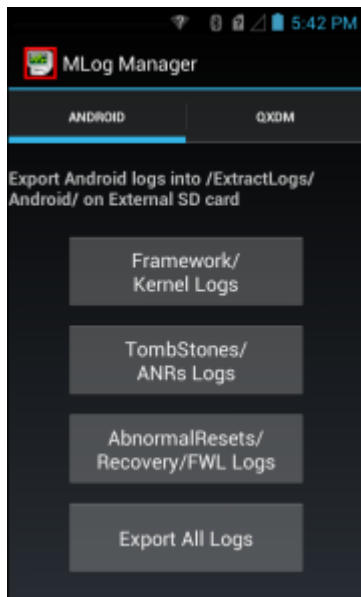 5:42 PM
MLog Manager
ANDROID
QXDM
Export Android logs into /ExtractLogs/
Android/ on External SD card
Framework/
Kernel Logs
TombStones/
ANRs Logs
AbnormalResets/
Recovery/FWL Logs
Export All Logs